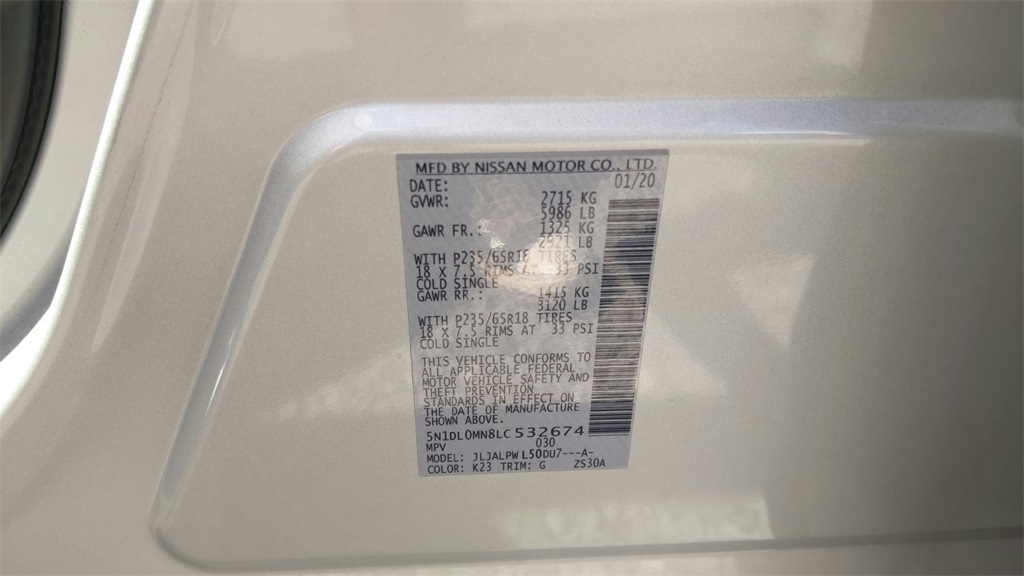 MFD BY NISSAN MOTOR CO., LTD.
DATE: 01/20
GVWR: 2715 KG
5986 LB
GAWR FR.: 1325 KG
2921 LB
WITH P235/65R18 TIRES
18 X 7.5 RIMS AT 33 PSI
COLD SINGLE
GAWR RR.: 1415 KG
3120 LB
WITH P235/65R18 TIRES
18 X 7.5 RIMS AT 33 PSI
COLD SINGLE
THIS VEHICLE CONFORMS TO
ALL APPLICABLE FEDERAL
MOTOR VEHICLE SAFETY AND
THEFT PREVENTION
STANDARDS IN EFFECT ON
THE DATE OF MANUFACTURE
SHOWN ABOVE.
5N1DL0MN8LC532674
MPV 030
MODEL: JLJALPWL50DU7---A-
COLOR: K23 TRIM: G ZS30A